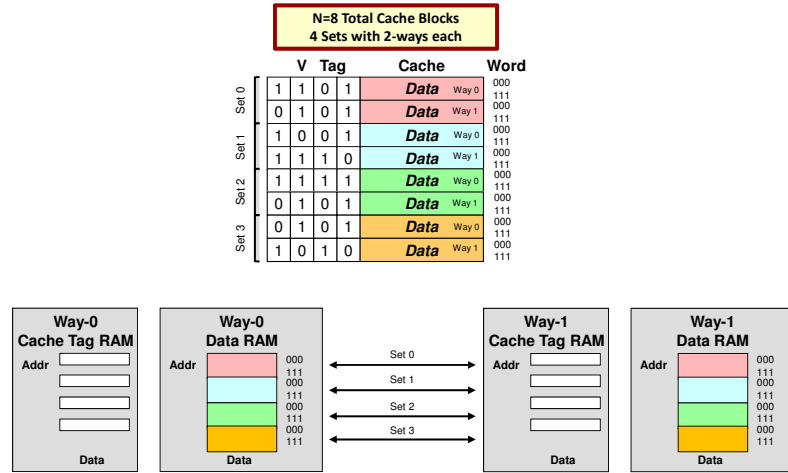 N=8 Total Cache Blocks
4 Sets with 2-ways each
V Tag Cache Word
Set 0
1 1 0 1 Data Way 0 000
111
0 1 0 1 Data Way 1 000
111
Set 1
1 0 0 1 Data Way 0 000
111
1 1 1 0 Data Way 1 000
111
Set 2
1 1 1 1 Data Way 0 000
111
0 1 0 1 Data Way 1 000
111
Set 3
0 1 0 1 Data Way 0 000
111
1 0 1 0 Data Way 1 000
111
Way-0
Cache Tag RAM
Addr
Data
Way-0
Data RAM
Addr
000
111
000
111
000
111
000
111
Data
Set 0
Set 1
Set 2
Set 3
Way-1
Cache Tag RAM
Addr
Data
Way-1
Data RAM
Addr
000
111
000
111
000
111
000
111
Data